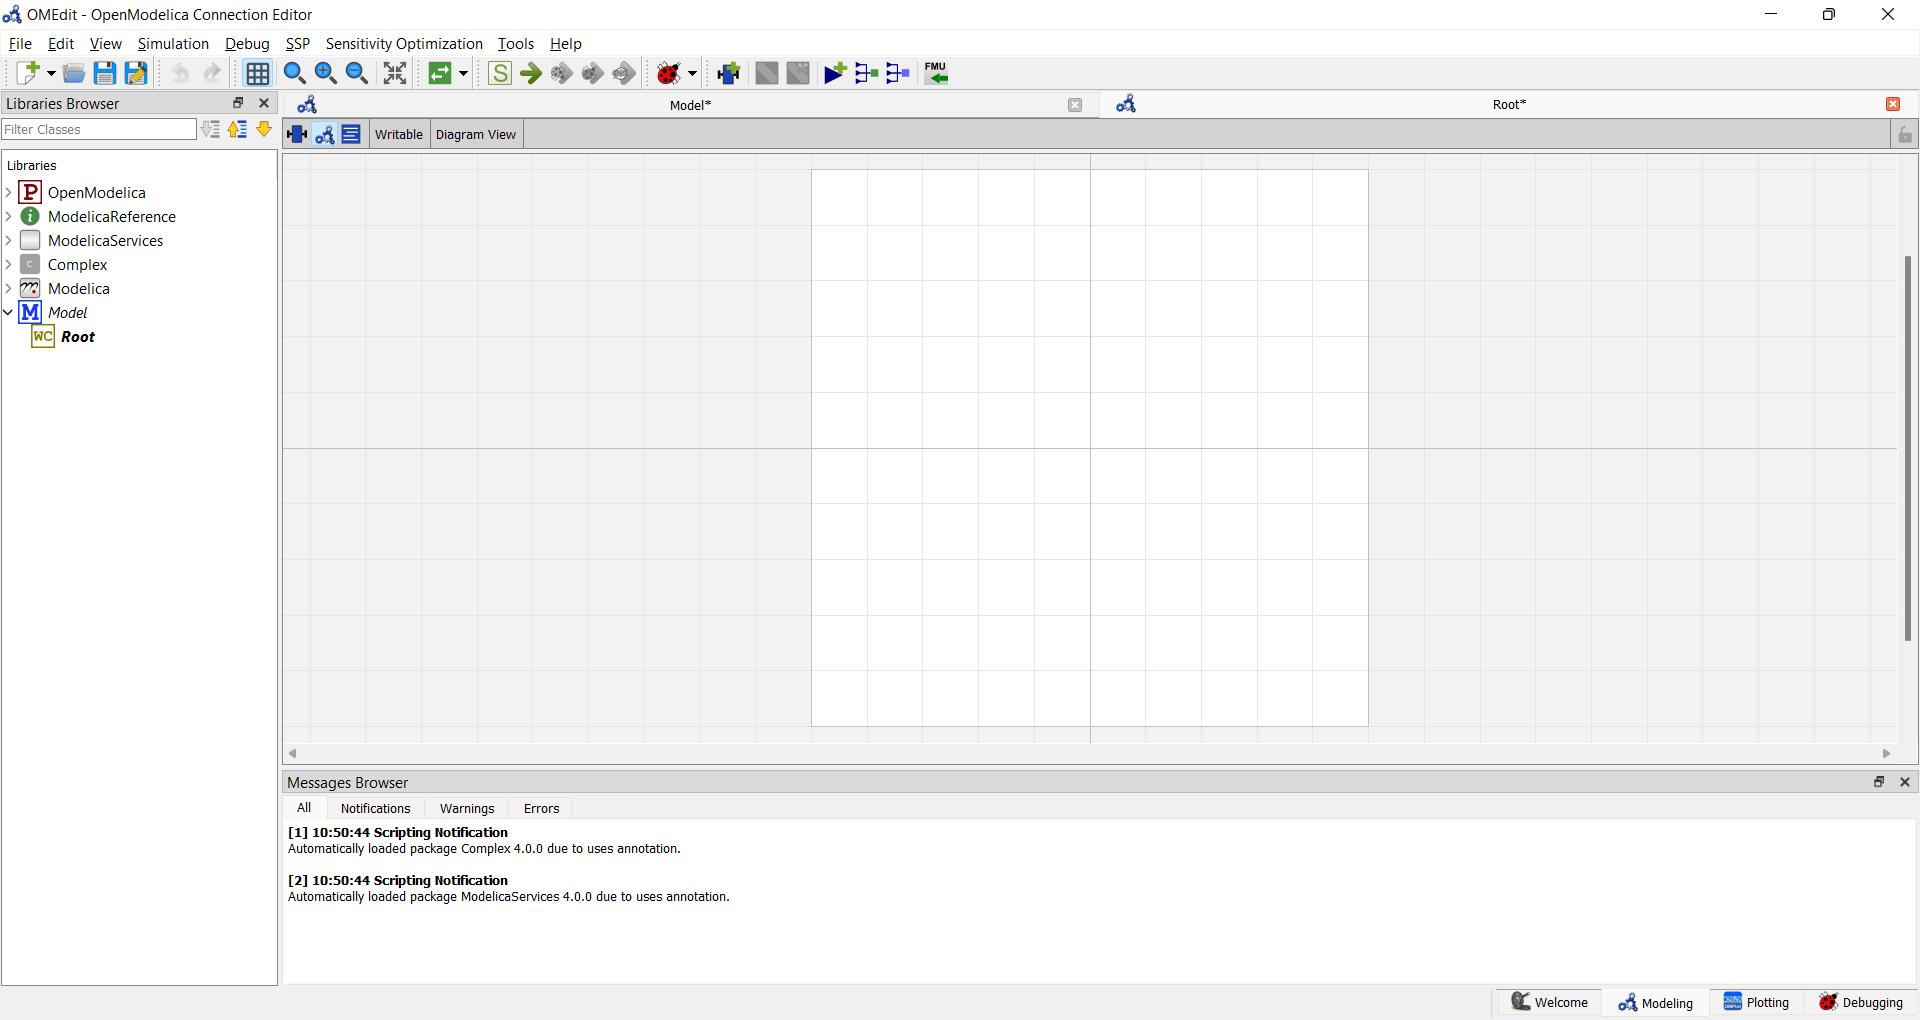 OMEdit - OpenModelica Connection Editor
File Edit View Simulation Debug SSP Sensitivity Optimization Tools Help
S FMU
Libraries Browser
Model*
Root*
Filter Classes
Writable
Diagram View
Libraries
P OpenModelica
i ModelicaReference
ModelicaServices
C Complex
m Modelica
M Model
WC Root
Messages Browser
All Notifications Warnings Errors
[1] 10:50:44 Scripting Notification
Automatically loaded package Complex 4.0.0 due to uses annotation.
[2] 10:50:44 Scripting Notification
Automatically loaded package ModelicaServices 4.0.0 due to uses annotation.
Welcome Modeling Plotting Debugging